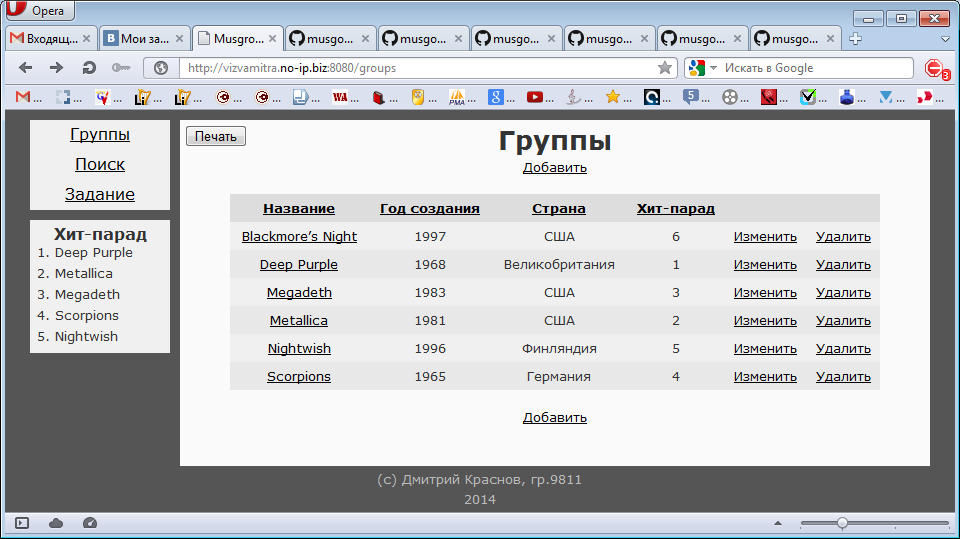 Opera
Входящ...
Мои за...
Musgro...
musgo...
musgo...
musgo...
musgo...
musgo...
musgo...
http://vizvamitra.no-ip.biz:8080/groups
Искать в Google
3
Группы
Поиск
Задание
Хит-парад
1. Deep Purple
2. Metallica
3. Megadeth
4. Scorpions
5. Nightwish
Печать
Группы
Добавить
Название Год создания Страна Хит-парад
Blackmore’s Night 1997 США 6 Изменить Удалить
Deep Purple 1968 Великобритания 1 Изменить Удалить
Megadeth 1983 США 3 Изменить Удалить
Metallica 1981 США 2 Изменить Удалить
Nightwish 1996 Финляндия 5 Изменить Удалить
Scorpions 1965 Германия 4 Изменить Удалить
Добавить
(c) Дмитрий Краснов, гр.9811
2014